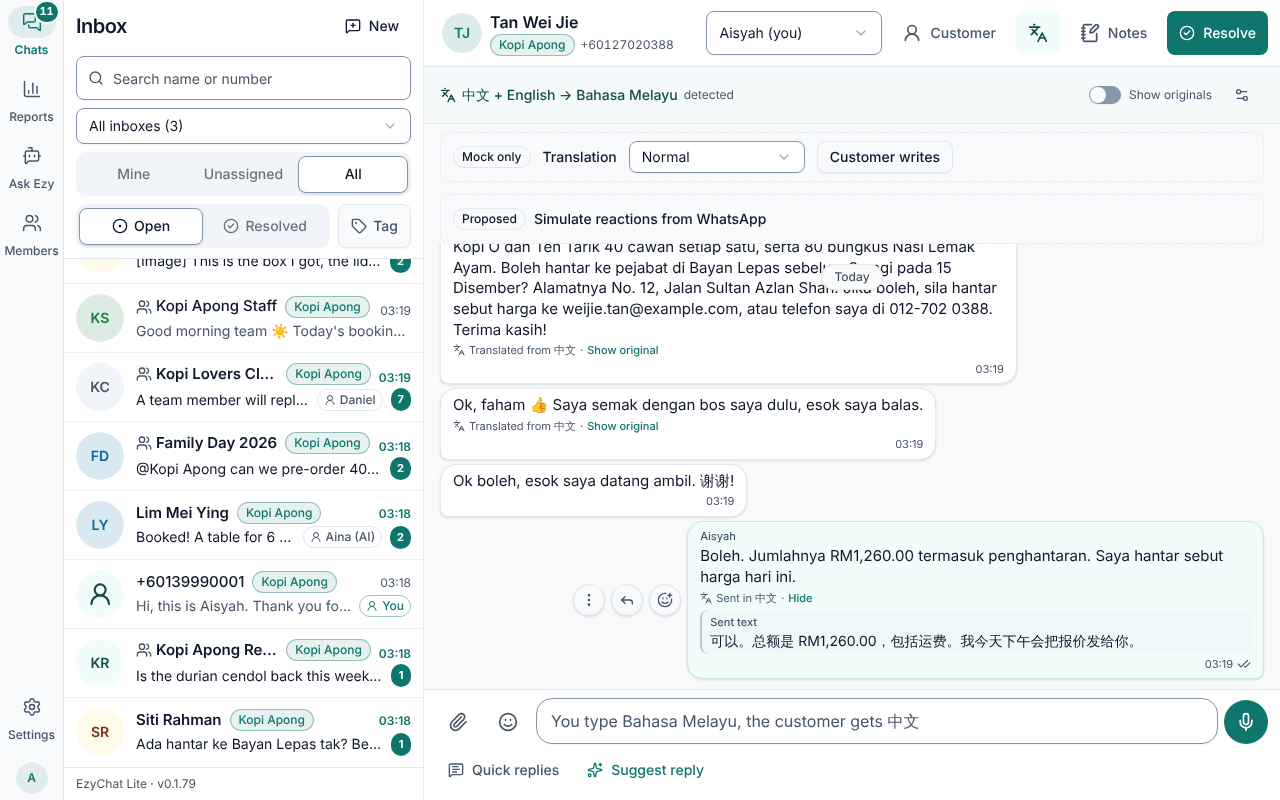 11
Chats
Reports
Ask Ezy
Members
Settings
A
Inbox
New
Search name or number
All inboxes (3)
Mine
Unassigned
All
Open
Resolved
Tag
[Image] This is the box I got, the lid...
2
KS
Kopi Apong Staff
Kopi Apong
03:19
Good morning team ☀️ Today's bookin...
KC
Kopi Lovers Cl...
Kopi Apong
03:19
A team member will repl...
Daniel
7
FD
Family Day 2026
Kopi Apong
03:18
@Kopi Apong can we pre-order 40...
2
LY
Lim Mei Ying
Kopi Apong
03:18
Booked! A table for 6 ...
Aina (AI)
2
+60139990001
Kopi Apong
03:18
Hi, this is Aisyah. Thank you fo...
You
KR
Kopi Apong Re...
Kopi Apong
03:18
Is the durian cendol back this week...
1
SR
Siti Rahman
Kopi Apong
03:18
Ada hantar ke Bayan Lepas tak? Be...
1
EzyChat Lite · v0.1.79
TJ
Tan Wei Jie
Kopi Apong
+60127020388
Aisyah (you)
Customer
Notes
Resolve
中文 + English → Bahasa Melayu detected
Show originals
Mock only
Translation
Normal
Customer writes
Proposed
Simulate reactions from WhatsApp
Kopi O dan Teh Tarik 40 cawan setiap satu, serta 80 bungkus Nasi Lemak
Ayam. Boleh hantar ke pejabat di Bayan Lepas pada 15
Today
Disember? Alamatnya No. 12, Jalan Sultan Azlan boleh, sila hantar
sebut harga ke weijie.tan@example.com, atau telefon saya di 012-702 0388.
Terima kasih!
Translated from 中文 · Show original
03:19
Ok, faham 👍 Saya semak dengan bos saya dulu, esok saya balas.
Translated from 中文 · Show original
03:19
Ok boleh, esok saya datang ambil. 谢谢!
03:19
Aisyah
Boleh. Jumlahnya RM1,260.00 termasuk penghantaran. Saya hantar sebut
harga hari ini.
Sent in 中文 · Hide
Sent text
可以。总额是 RM1,260.00，包括运费。我今天下午会把报价发给你。
03:19
You type Bahasa Melayu, the customer gets 中文
Quick replies
Suggest reply